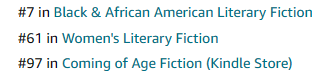 #7 in Black & African American Literary Fiction
#61 in Women's Literary Fiction
#97 in Coming of Age Fiction (Kindle Store)